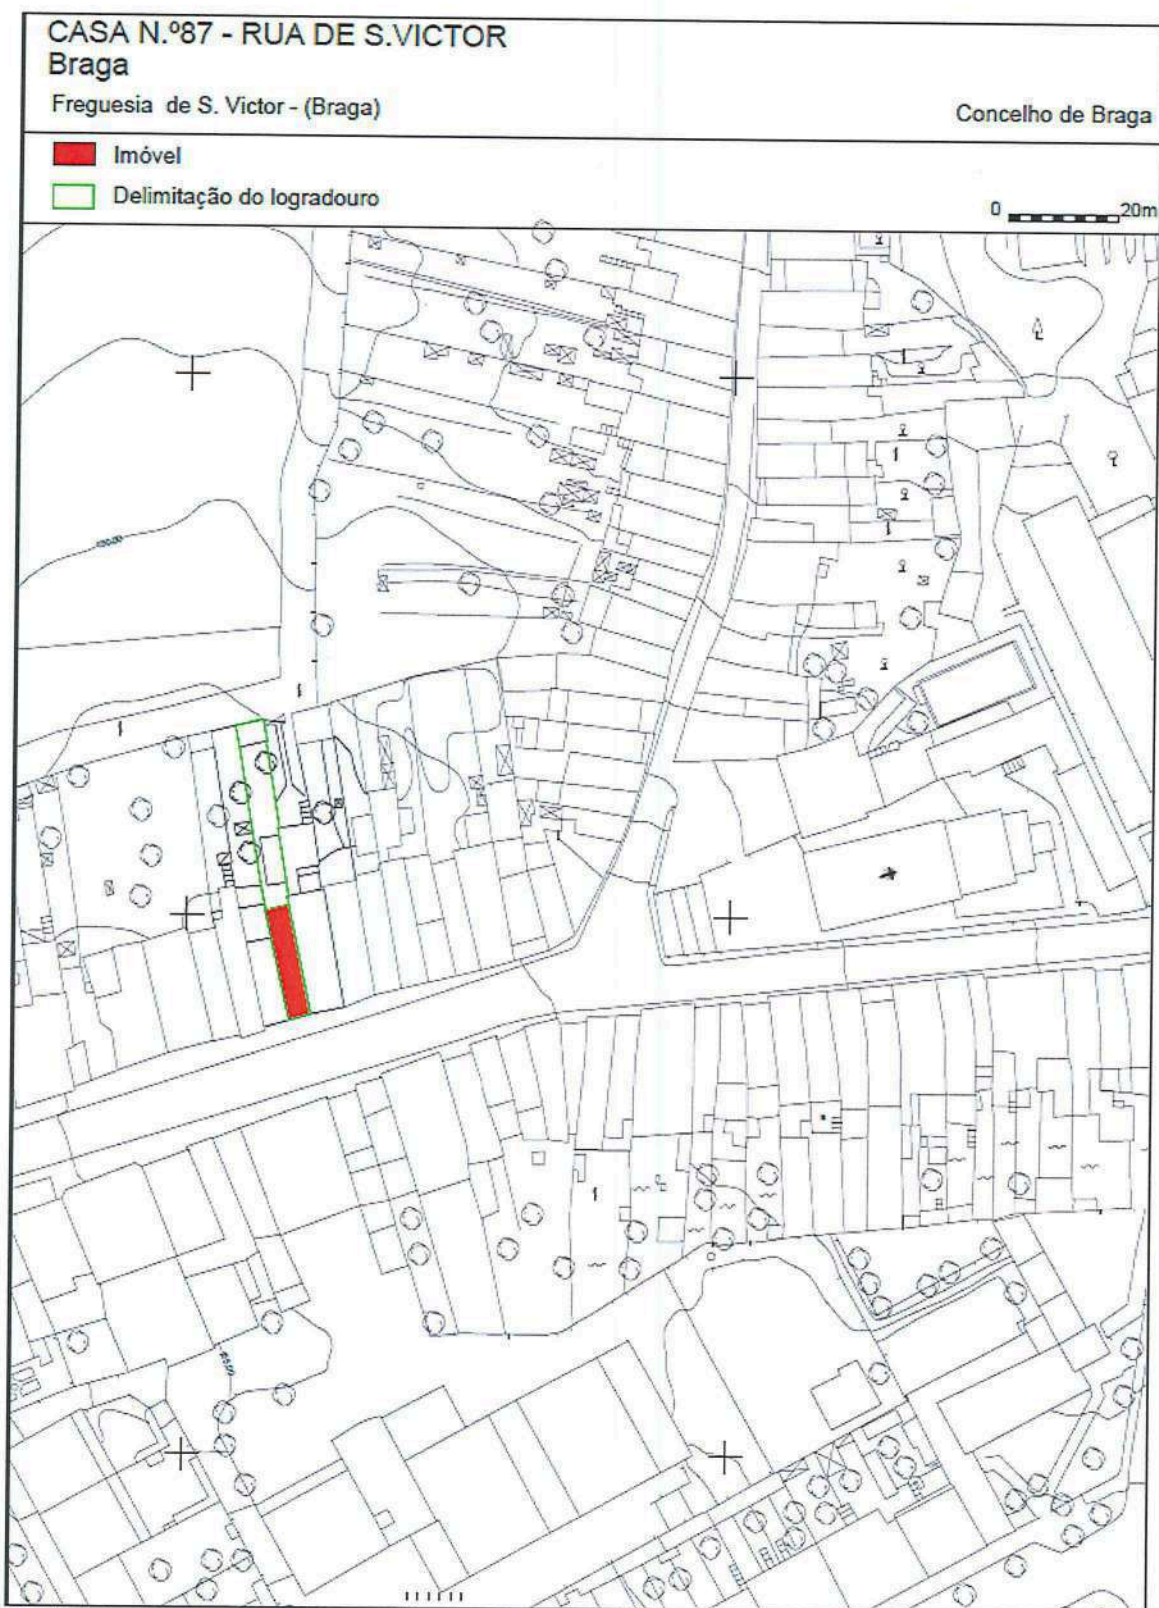 CASA N.º87 - RUA DE S.VICTOR
Braga
Freguesia de S. Victor - (Braga)
Concelho de Braga
Imóvel
Delimitação do logradouro
0 20m